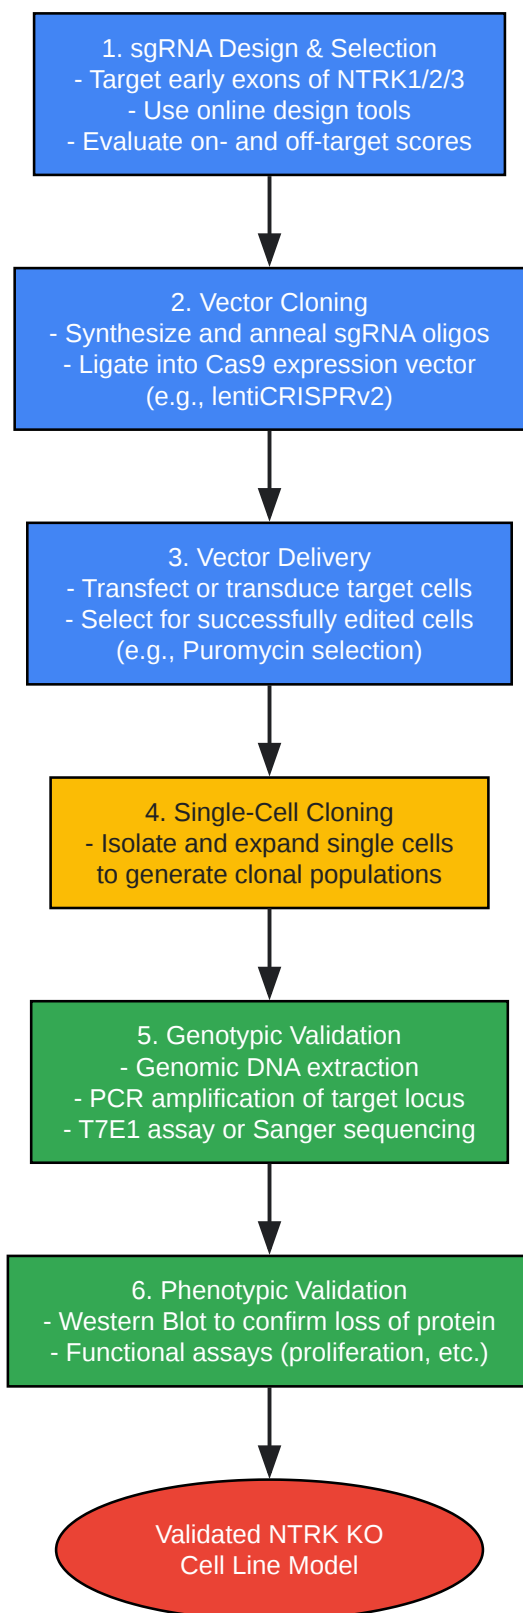 1. sgRNA Design & Selection
- Target early exons of NTRK1/2/3
- Use online design tools
- Evaluate on- and off-target scores
2. Vector Cloning
- Synthesize and anneal sgRNA oligos
- Ligate into Cas9 expression vector
(e.g., lentiCRISPRv2)
3. Vector Delivery
- Transfect or transduce target cells
- Select for successfully edited cells
(e.g., Puromycin selection)
4. Single-Cell Cloning
- Isolate and expand single cells
to generate clonal populations
5. Genotypic Validation
- Genomic DNA extraction
- PCR amplification of target locus
- T7E1 assay or Sanger sequencing
6. Phenotypic Validation
- Western Blot to confirm loss of protein
- Functional assays (proliferation, etc.)
Validated NTRK KO
Cell Line Model